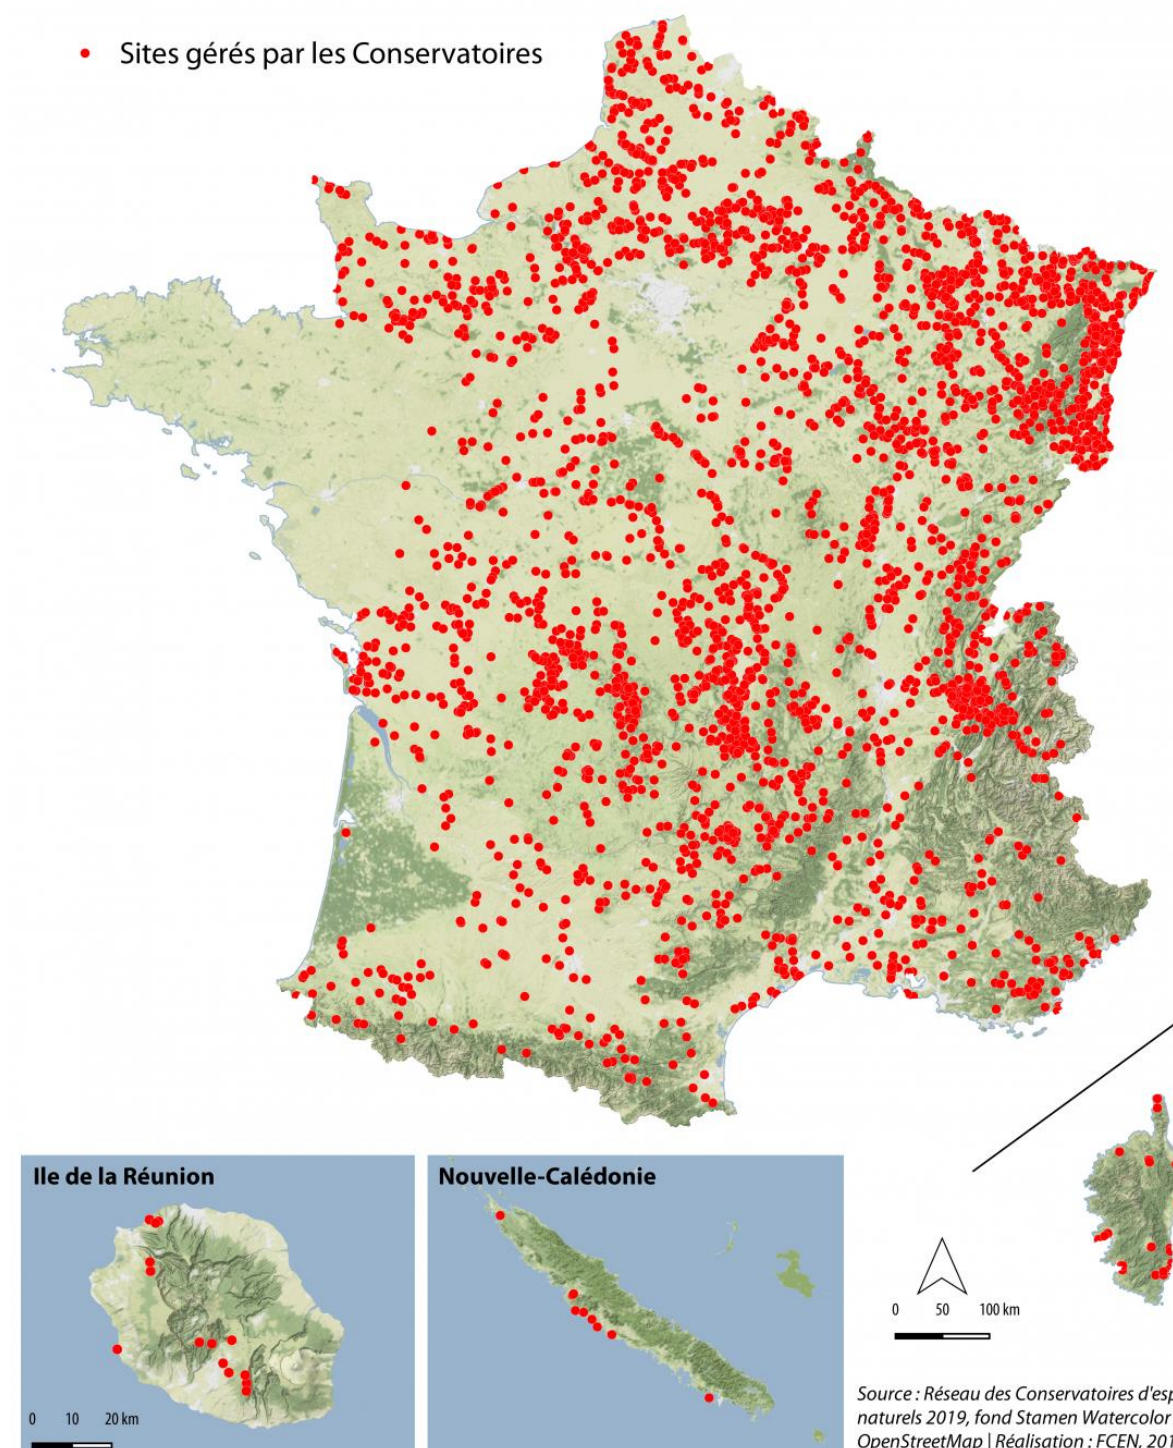 Sites gérés par les Conservatoires
Ile de la Réunion
Nouvelle-Calédonie
0 50 100 km
0 10 20 km
Source : Réseau des Conservatoires d'esp
naturels 2019, fond Stamen Watercolor
OpenStreetMap | Réalisation : FCEN, 201